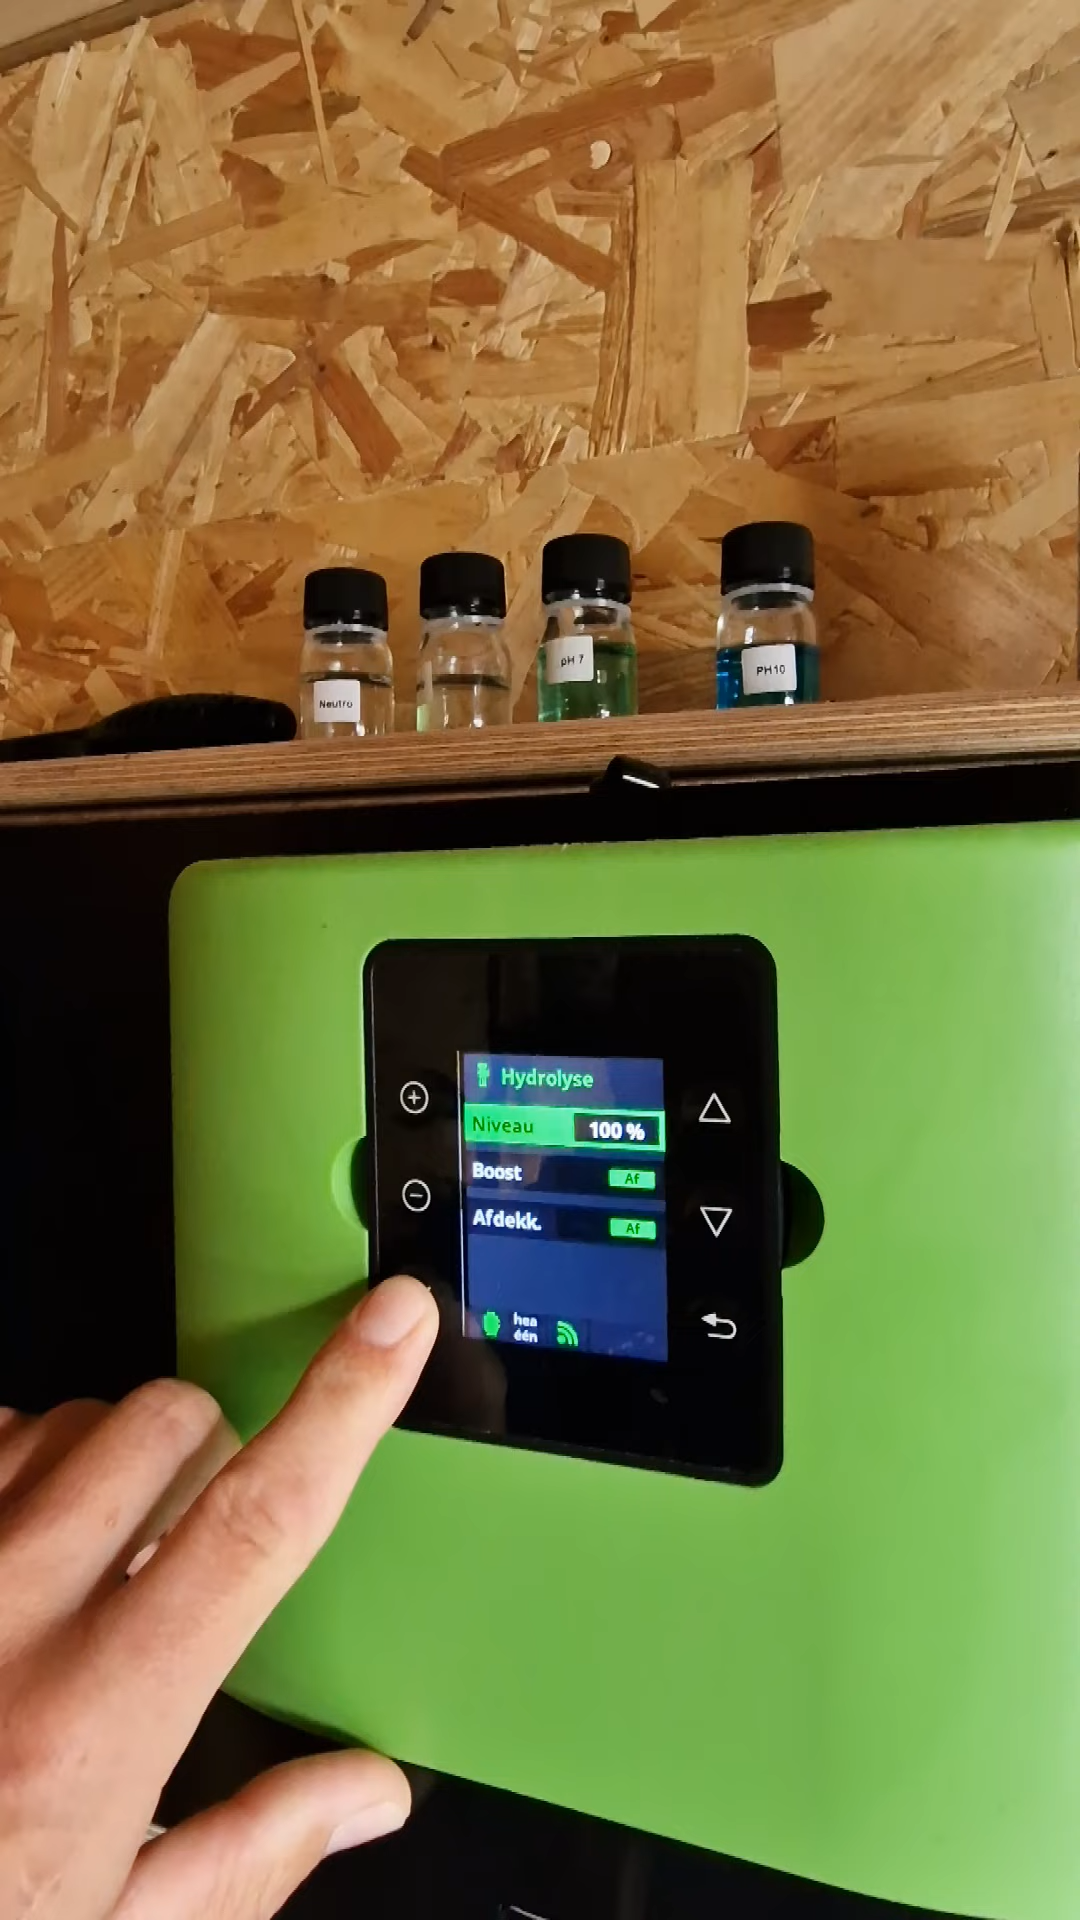 Neutro
pH 7
PH10
Hydrolyse
Niveau 100 %
Boost Af
Afdekk. Af
hea
één